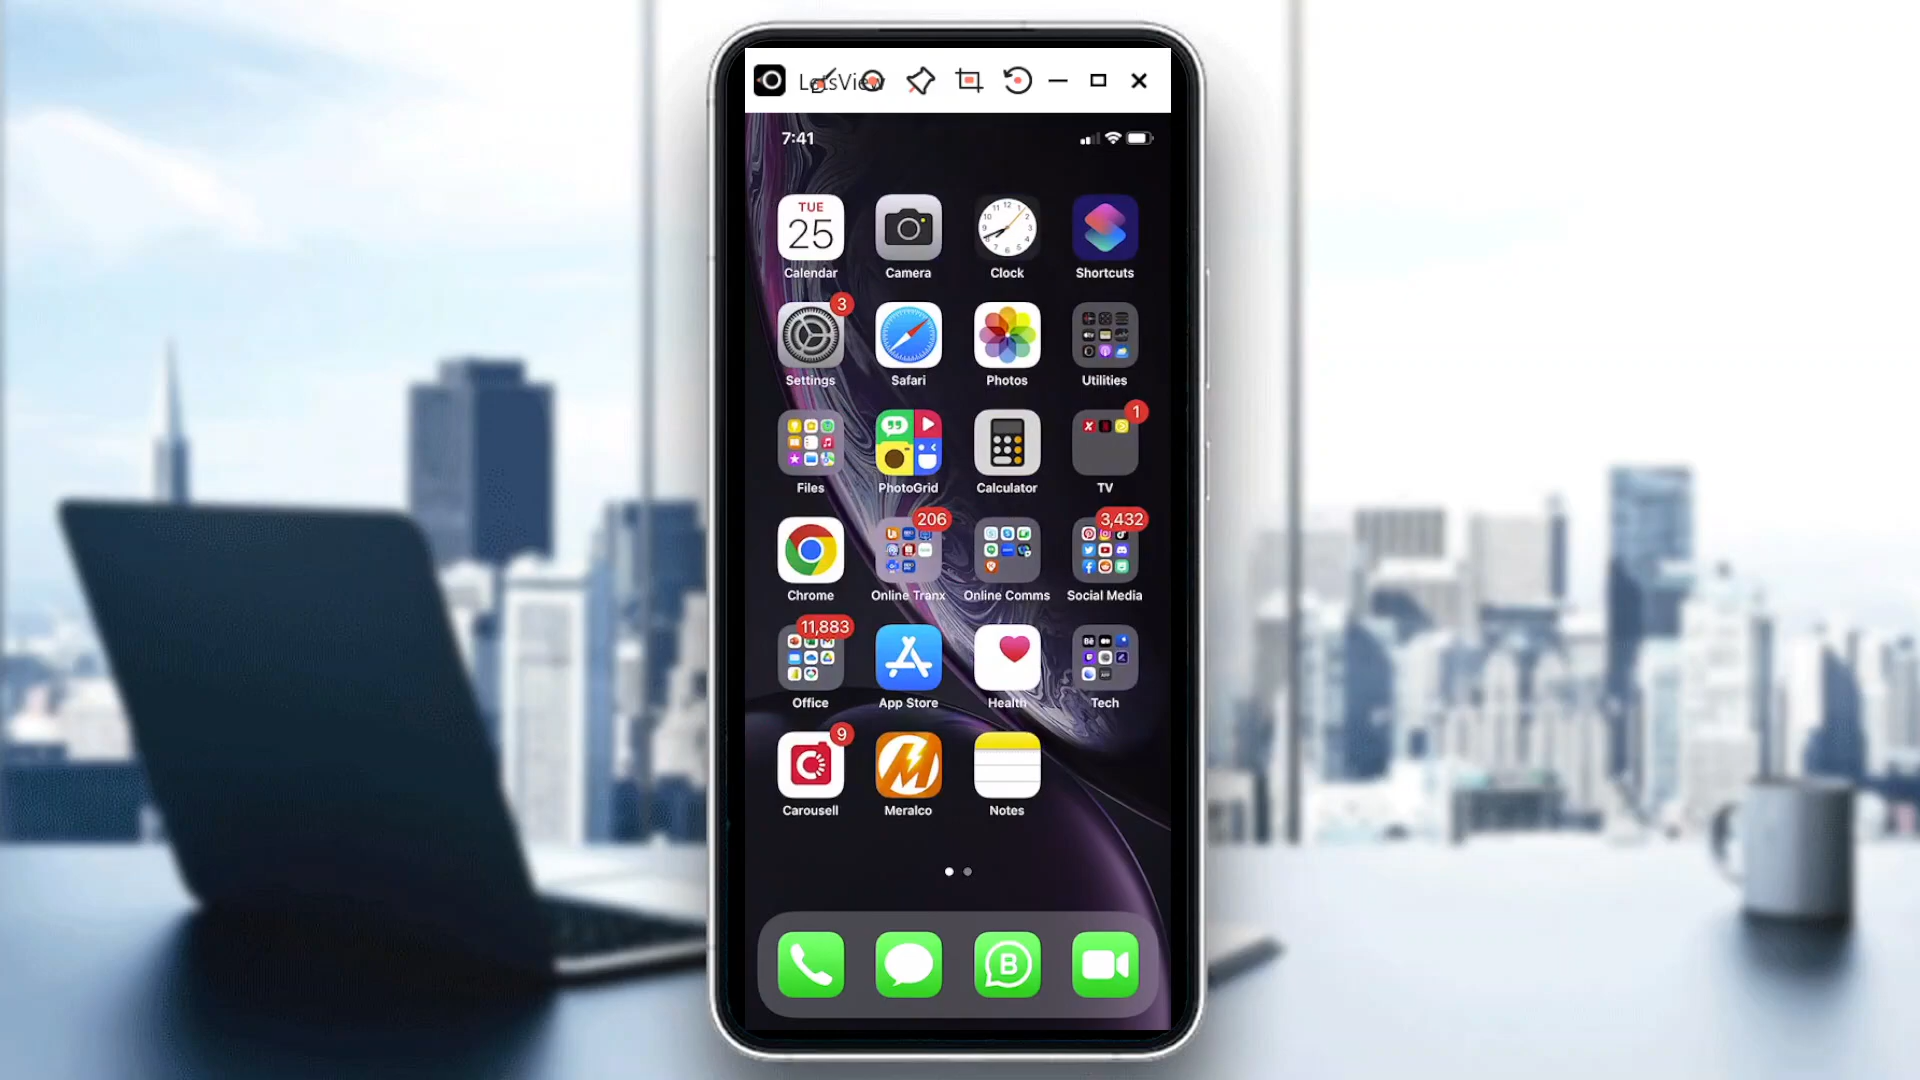 LetsView
7:41
TUE
25
Calendar
Camera
Clock
Shortcuts
3
Settings
Safari
Photos
Utilities
1
Files
PhotoGrid
Calculator
TV
206
3,432
Chrome
Online Tranx
Online Comms
Social Media
11,883
Office
App Store
Health
Tech
9
Carousell
Meralco
Notes
B